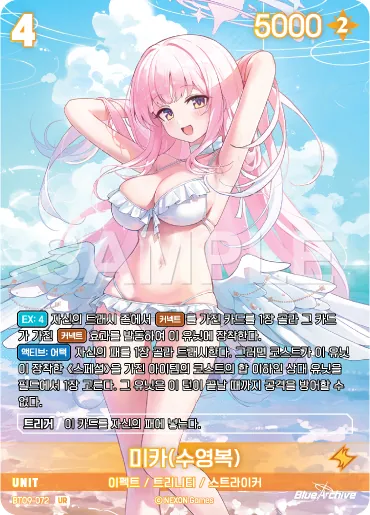 4
5000 2
SAMPLE
EX: 4 자신의 트래시 존에서 커넥트 를 가진 카드를 1장 골라 그 카드
가 가진 커넥트 효과를 발동하여 이 유닛에 장착한다.
액티브: 어택 자신의 패를 1장 골라 트래시한다. 그러면 코스트가 이 유닛
이 장착한 <스페셜>을 가진 아이템의 코스트의 합 이하인 상대 유닛을
필드에서 1장 고른다. 그 유닛은 이 턴이 끝날 때까지 공격을 방어할 수
없다.
트리거 이 카드를 자신의 패에 넣는다.
미카(수영복)
UNIT
이펙트 / 트리니티 / 스트라이커
BT09-072 UR
©NEXON Games
Blue Archive